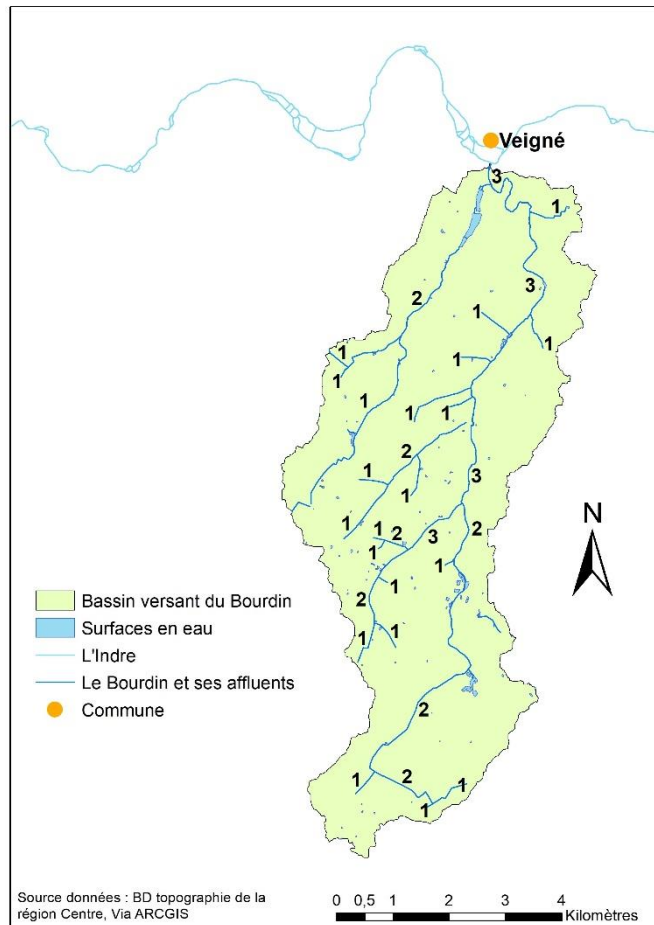 Veigné
3
1
3
2
1
1
1
1
1
1
1
1
2
1
3
1
1
1
2
3
2
1
1
1
2
1
1
2
1
2
1
1
N
Bassin versant du Bourdin
Surfaces en eau
L'Indre
Le Bourdin et ses affluents
Commune
Source données : BD topographie de la
région Centre, Via ARCGIS
0 0,5 1 2 3 4
Kilomètres